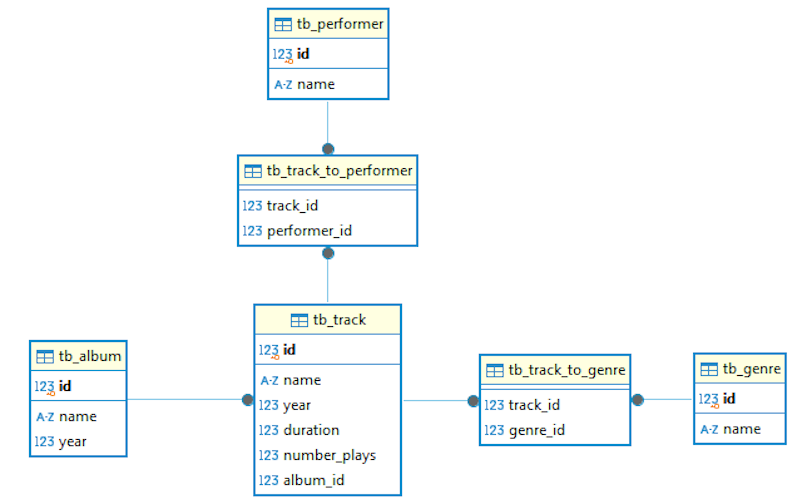 tb_performer
123 id
A-Z name
tb_track_to_performer
123 track_id
123 performer_id
tb_track
123 id
A-Z name
123 year
123 duration
123 number_plays
123 album_id
tb_album
123 id
A-Z name
123 year
tb_track_to_genre
123 track_id
123 genre_id
tb_genre
123 id
A-Z name